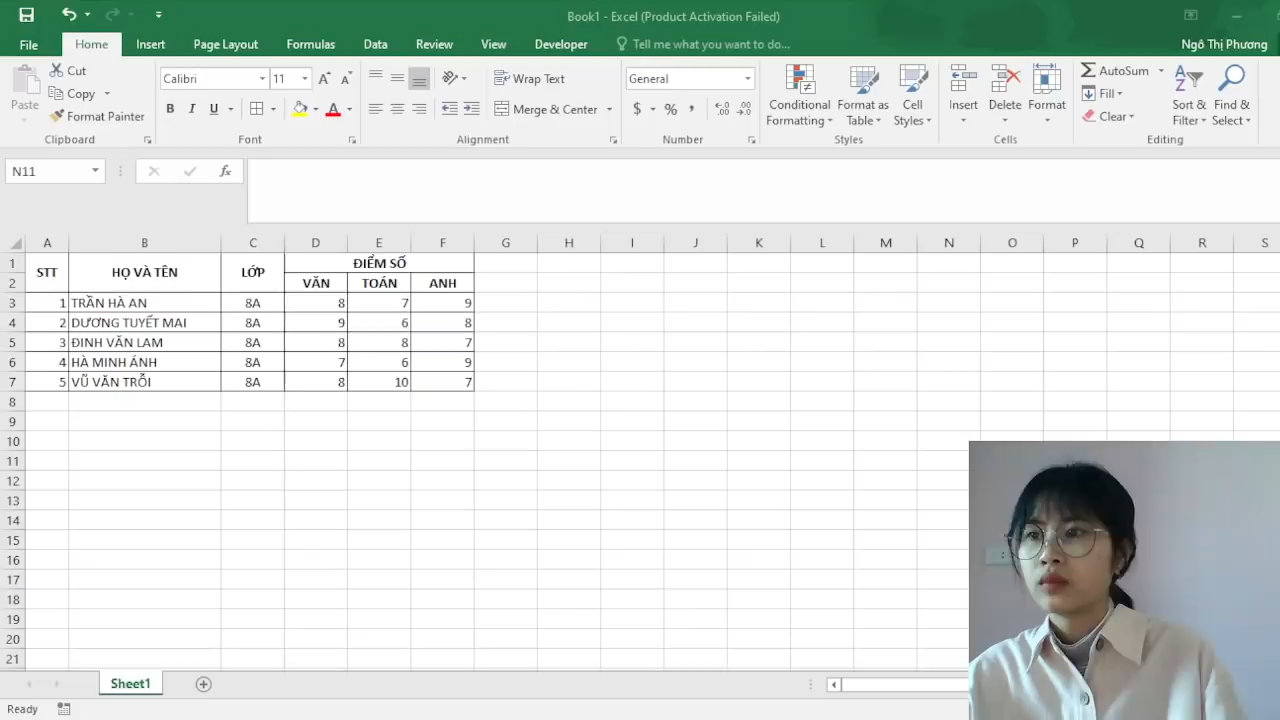 Book1 - Excel (Product Activation Failed)
File Home Insert Page Layout Formulas Data Review View Developer Tell me what you want to do... Ngô Thị Phương
Paste
Cut
Copy
Format Painter
Clipboard
Calibri 11
B I U A
Font
Wrap Text
Merge & Center
Alignment
General
$ % ,
Number
Conditional Formatting
Format as Table
Cell Styles
Styles
Insert
Delete
Format
Cells
AutoSum
Fill
Clear
Sort & Filter
Find & Select
Editing
N11 fx
A B C D E F G H I J K L M N O P Q R S
1 STT HỌ VÀ TÊN LỚP ĐIỂM SỐ
2 VĂN TOÁN ANH
3 1 TRẦN HÀ AN 8A 8 7 9
4 2 DƯƠNG TUYẾT MAI 8A 9 6 8
5 3 ĐINH VĂN LAM 8A 8 8 7
6 4 HÀ MINH ÁNH 8A 7 6 9
7 5 VŨ VĂN TRỖI 8A 8 10 7
8
9
10
11
12
13
14
15
16
17
18
19
20
21
Sheet1
Ready